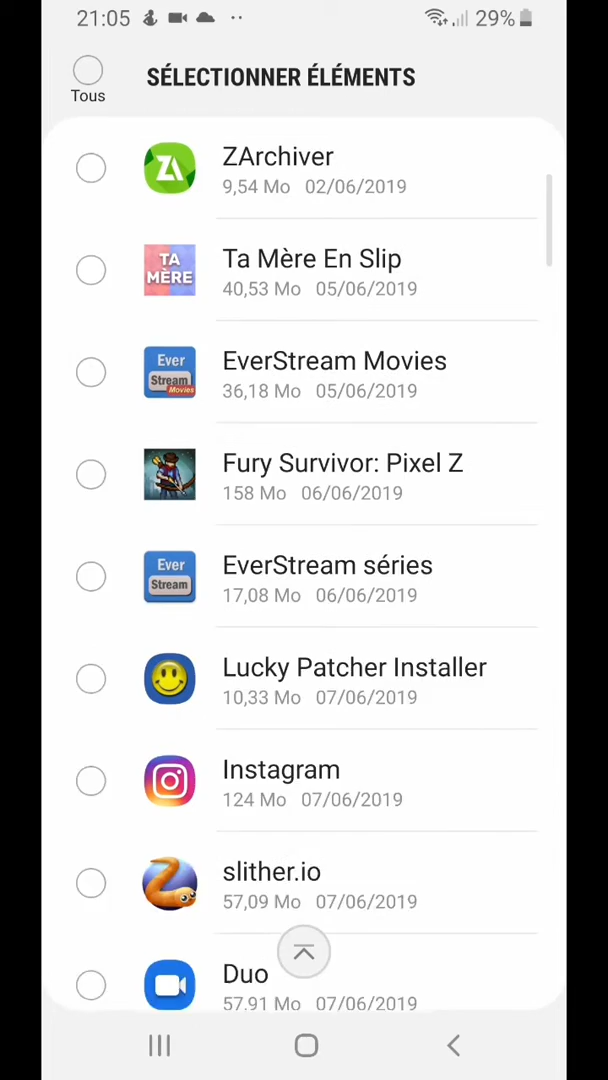 21:05
29%
Tous
SÉLECTIONNER ÉLÉMENTS
ZA
ZArchiver
9,54 Mo 02/06/2019
TA
MÈRE
Ta Mère En Slip
40,53 Mo 05/06/2019
Ever
Stream
Movies
EverStream Movies
36,18 Mo 05/06/2019
Fury Survivor: Pixel Z
158 Mo 06/06/2019
Ever
Stream
EverStream séries
17,08 Mo 06/06/2019
Lucky Patcher Installer
10,33 Mo 07/06/2019
Instagram
124 Mo 07/06/2019
slither.io
57,09 Mo 07/06/2019
Duo
57,91 Mo 07/06/2019